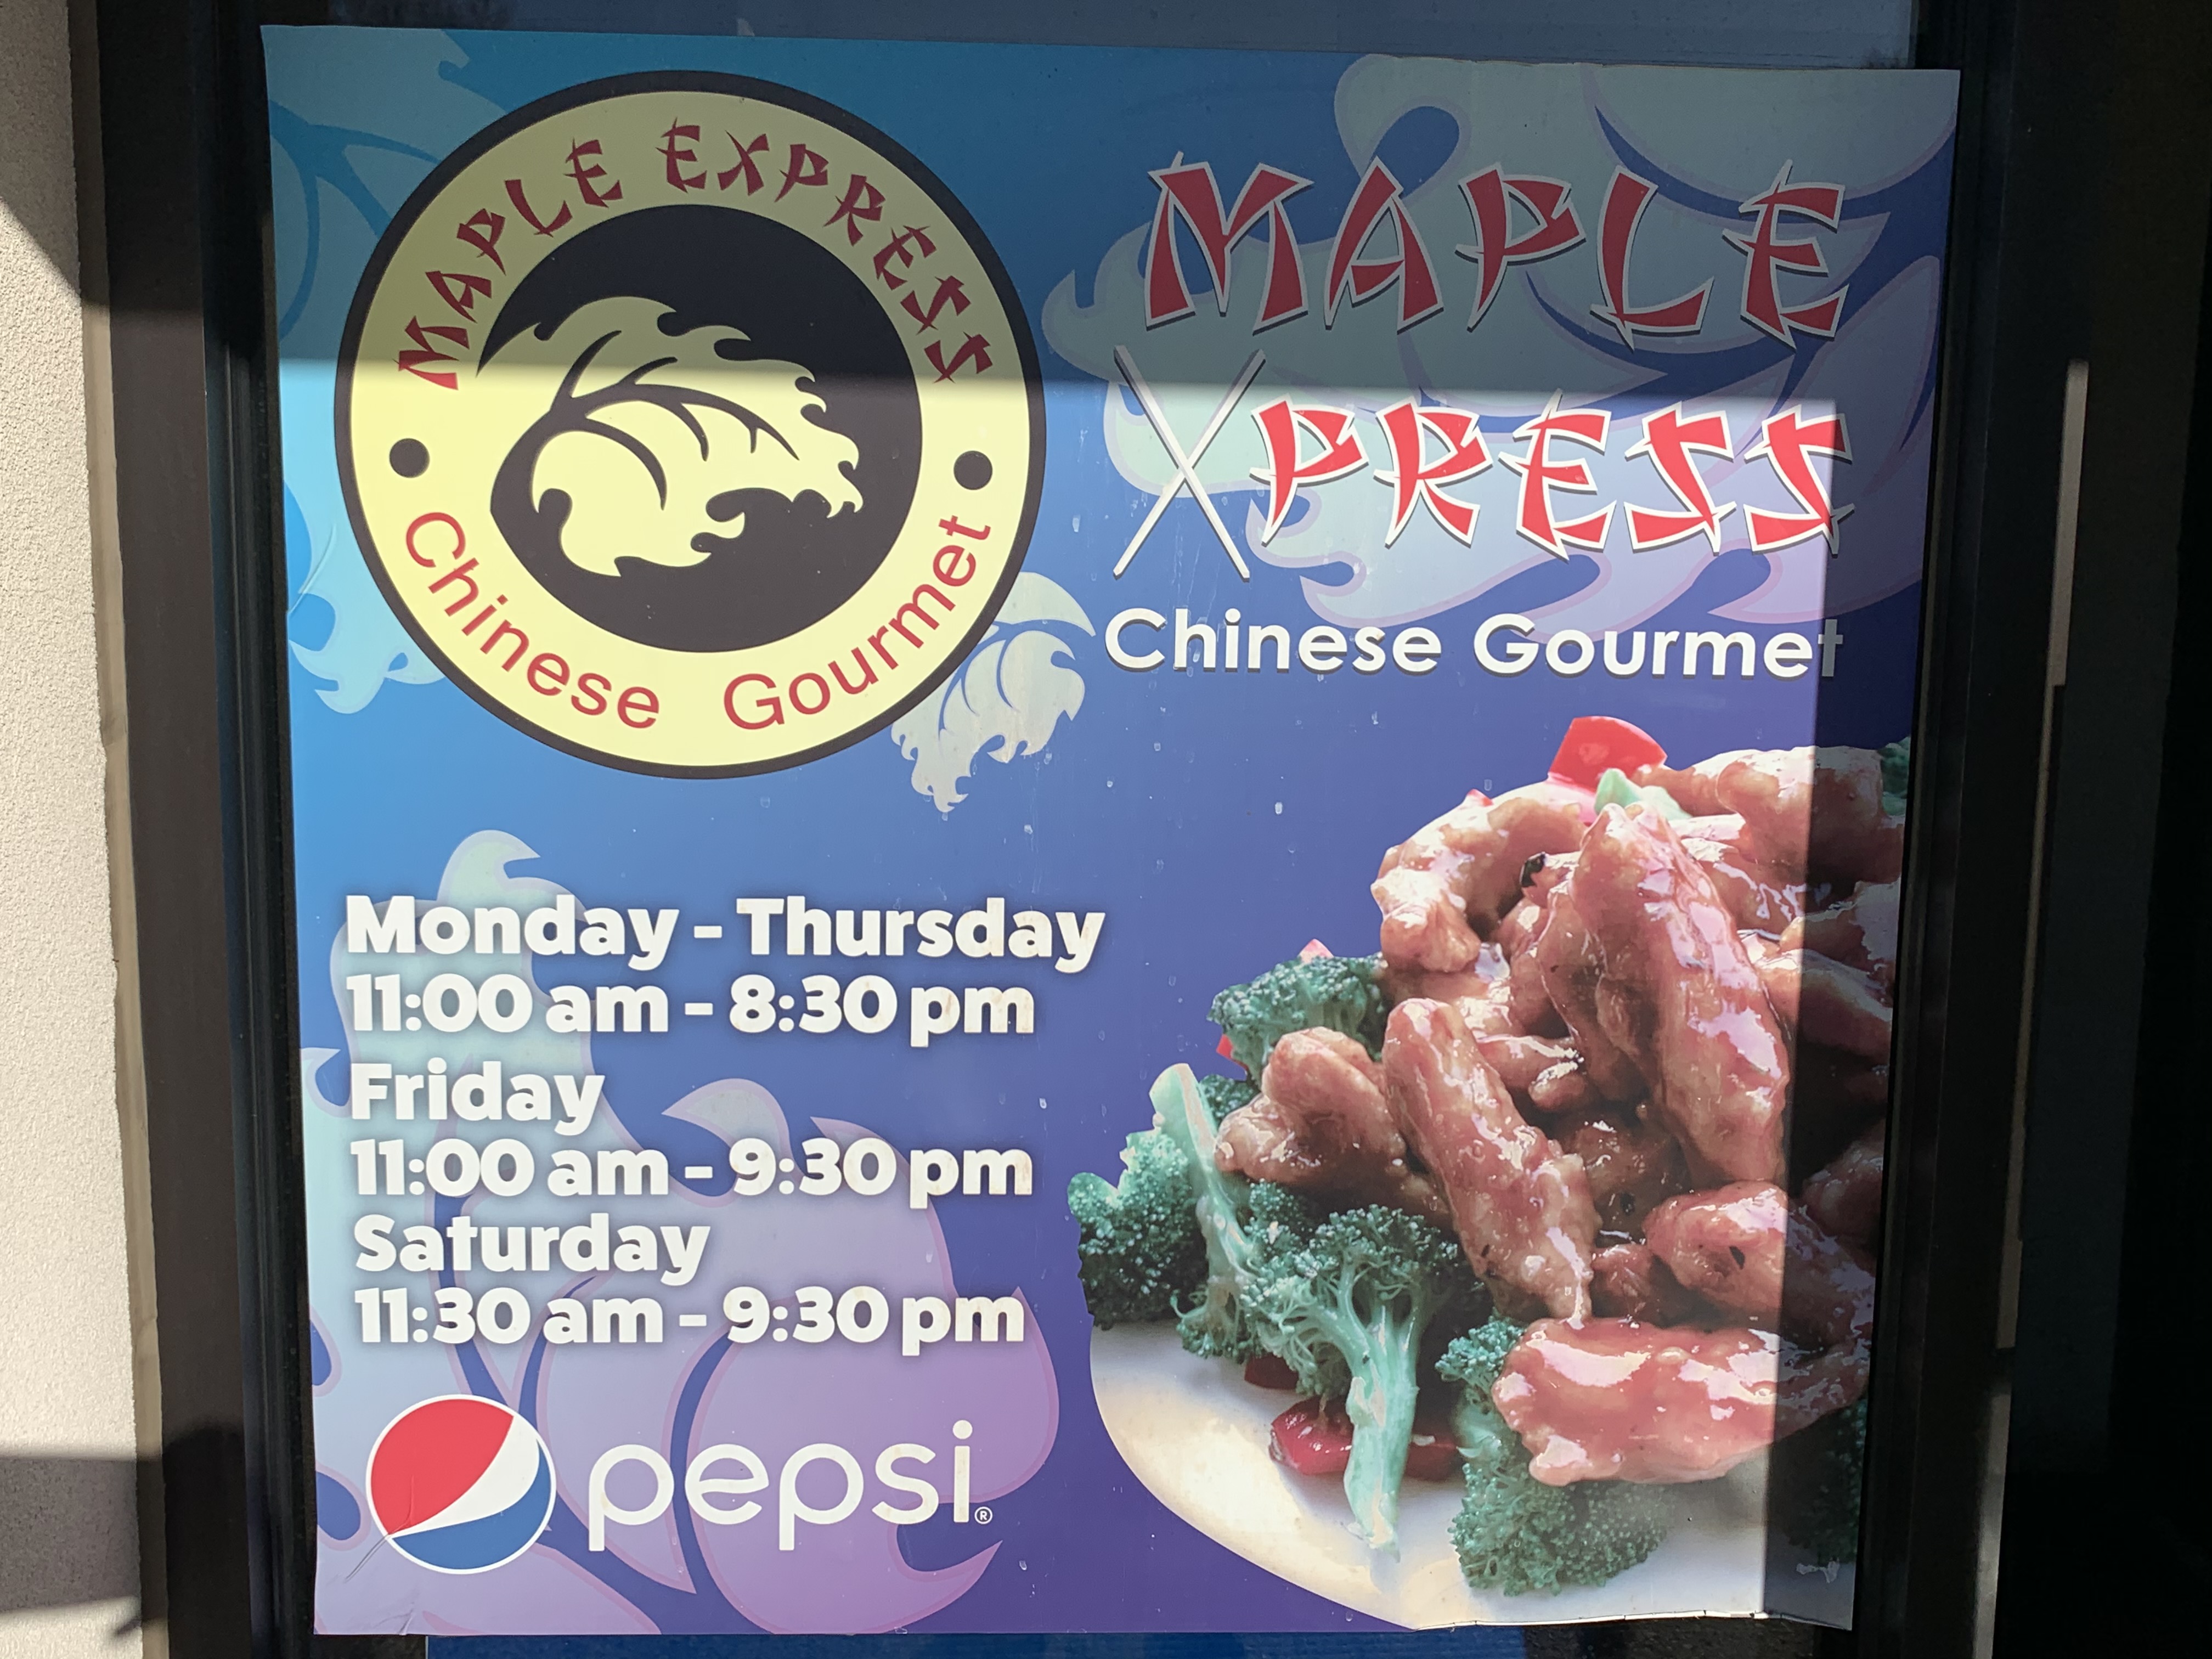 MAPLE EXPRESS
Chinese Gourmet
MAPLE
XPRESS
Chinese Gourmet
Monday - Thursday
11:00 am - 8:30 pm
Friday
11:00 am - 9:30 pm
Saturday
11:30 am - 9:30 pm
pepsi®